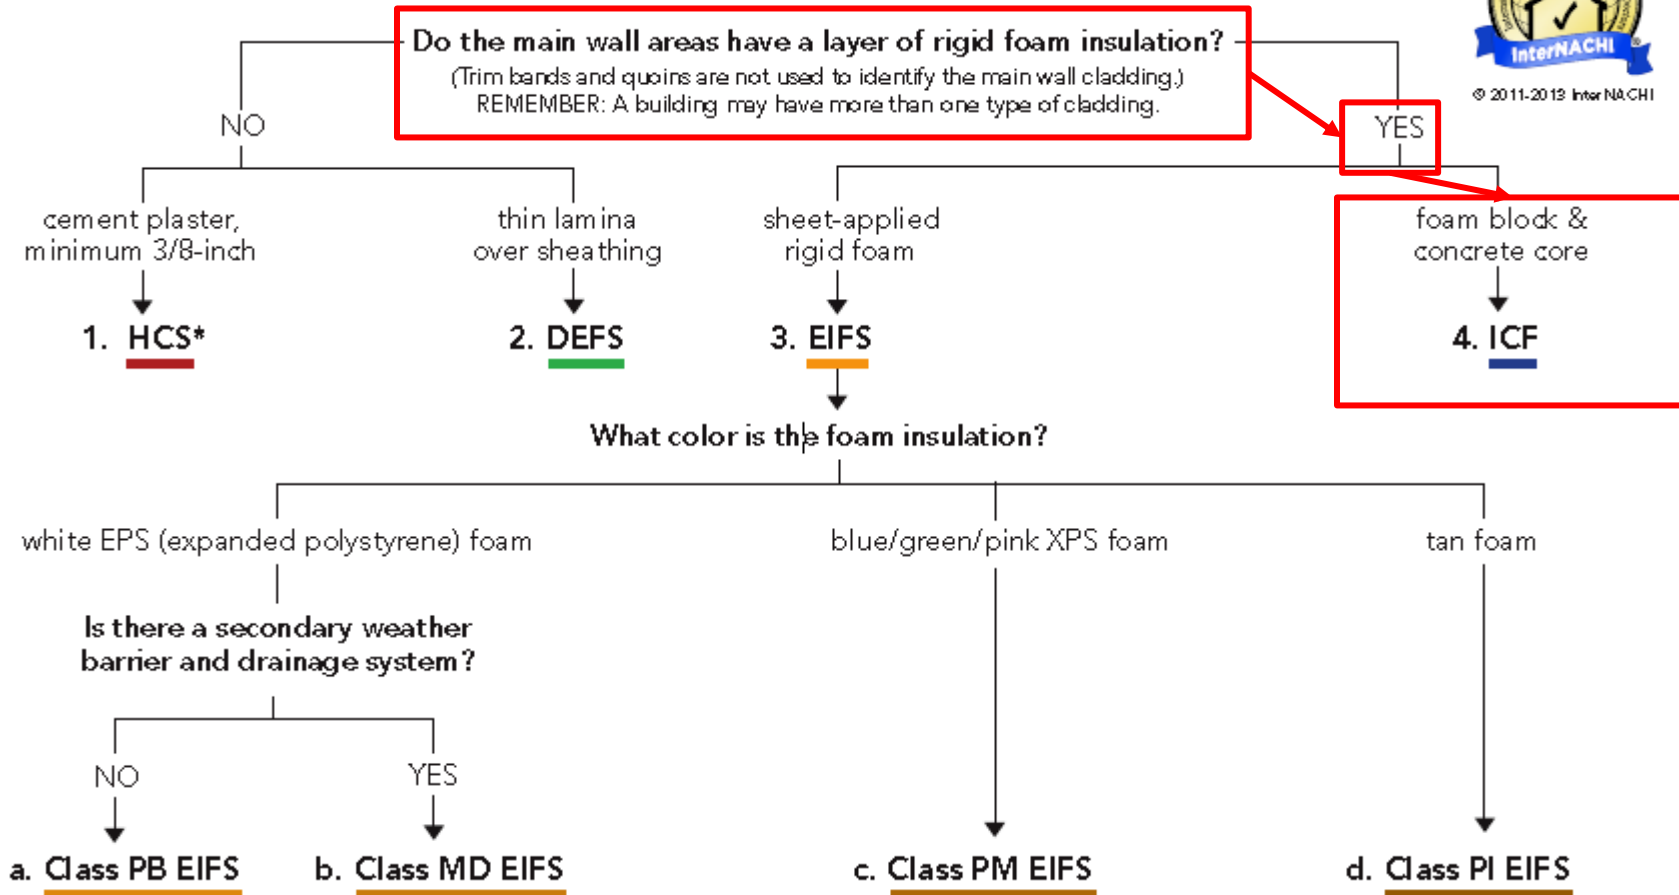 Do the main wall areas have a layer of rigid foam insulation?
(Trim bands and quoins are not used to identify the main wall cladding.)
REMEMBER: A building may have more than one type of cladding.
InterNACHI
®
© 2011-2013 InterNACHI
NO
YES
cement plaster,
minimum 3/8-inch
thin lamina
over sheathing
sheet-applied
rigid foam
foam block &
concrete core
1. HCS*
2. DEFS
3. EIFS
4. ICF
What color is the foam insulation?
white EPS (expanded polystyrene) foam
blue/green/pink XPS foam
tan foam
Is there a secondary weather
barrier and drainage system?
NO
YES
a. Class PB EIFS
b. Class MD EIFS
c. Class PM EIFS
d. Class PI EIFS